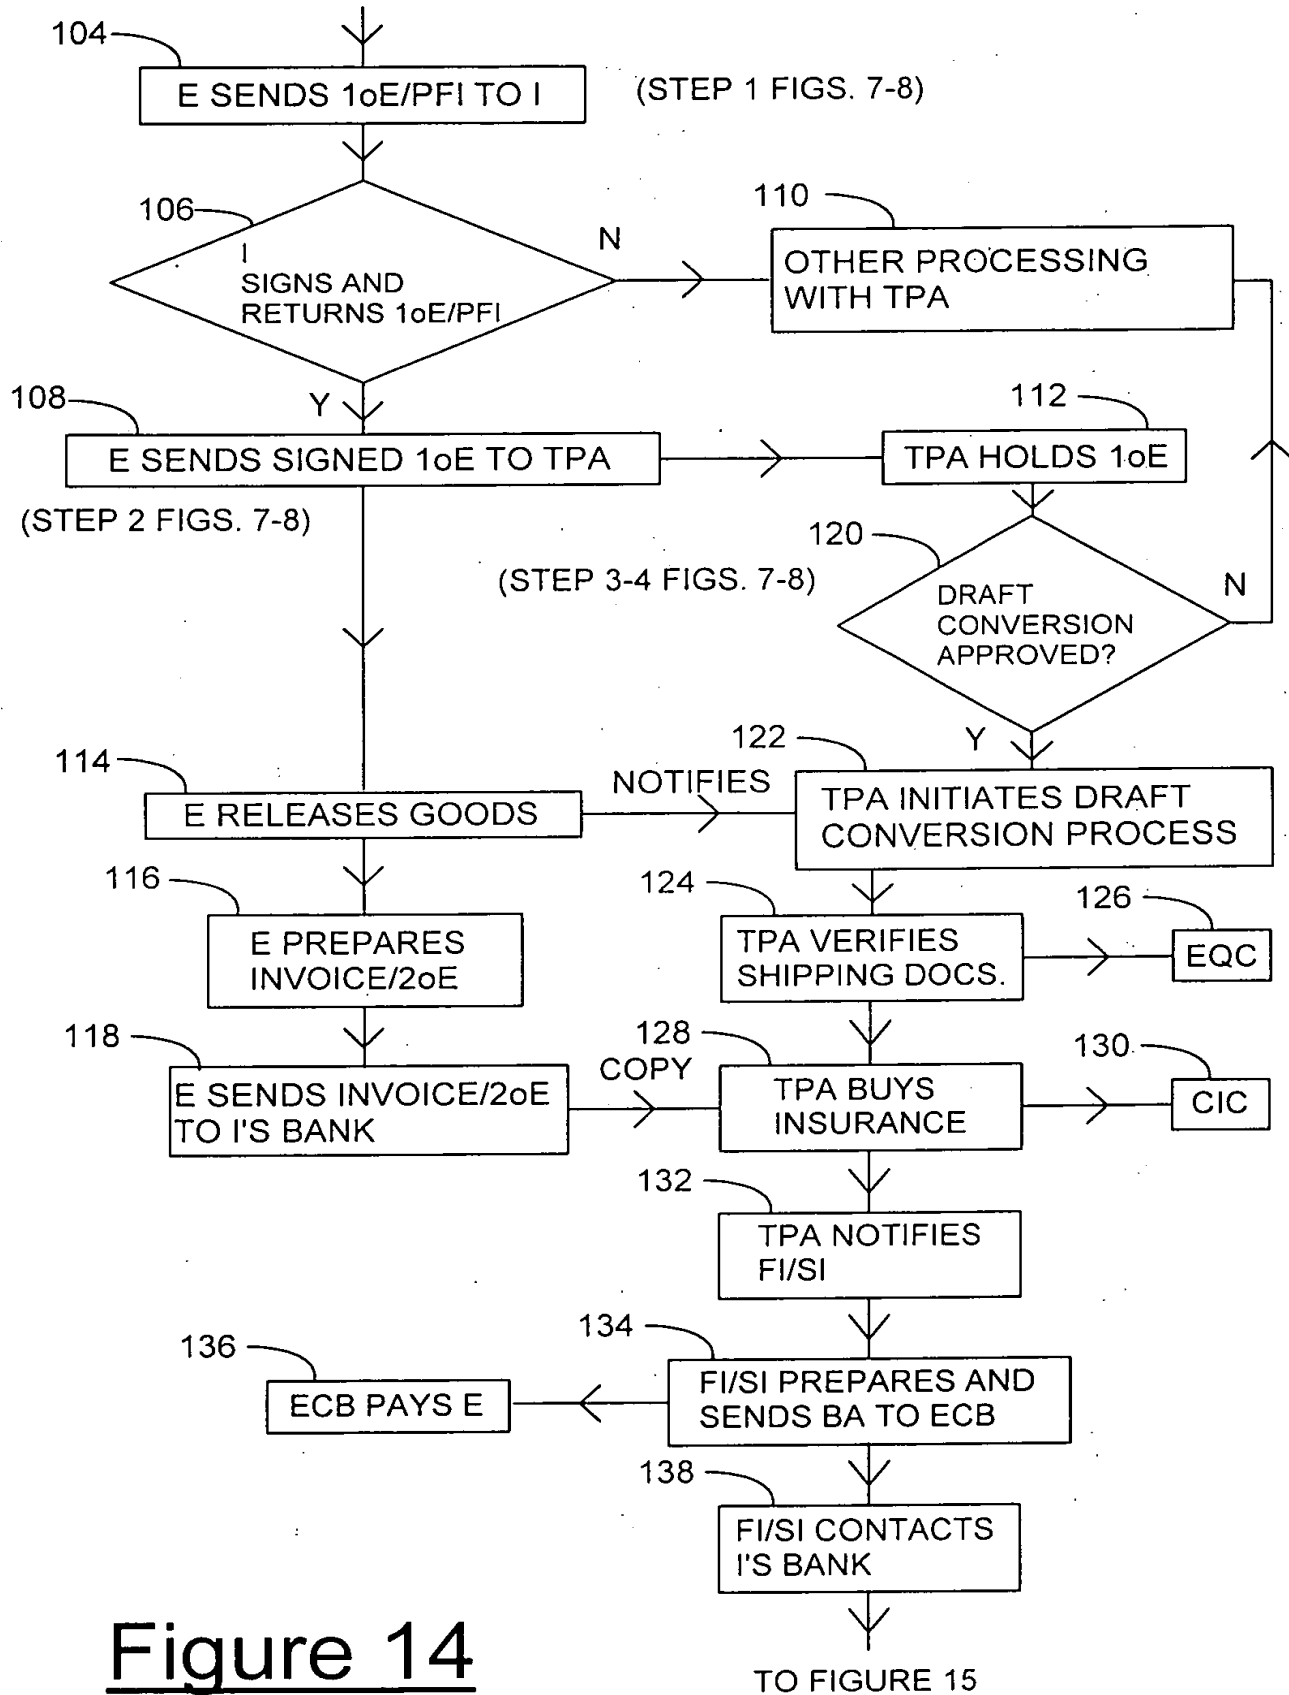 104
E SENDS 1oE/PFI TO I
(STEP 1 FIGS. 7-8)
106
I
SIGNS AND
RETURNS 1oE/PFI
N
110
OTHER PROCESSING
WITH TPA
Y
108
E SENDS SIGNED 1oE TO TPA
(STEP 2 FIGS. 7-8)
112
TPA HOLDS 1oE
(STEP 3-4 FIGS. 7-8)
120
DRAFT
CONVERSION
APPROVED?
N
Y
114
E RELEASES GOODS
NOTIFIES
122
TPA INITIATES DRAFT
CONVERSION PROCESS
116
E PREPARES
INVOICE/2oE
124
TPA VERIFIES
SHIPPING DOCS.
126
EQC
118
E SENDS INVOICE/2oE
TO I'S BANK
COPY
128
TPA BUYS
INSURANCE
130
CIC
132
TPA NOTIFIES
FI/SI
134
FI/SI PREPARES AND
SENDS BA TO ECB
136
ECB PAYS E
138
FI/SI CONTACTS
I'S BANK
Figure 14
TO FIGURE 15